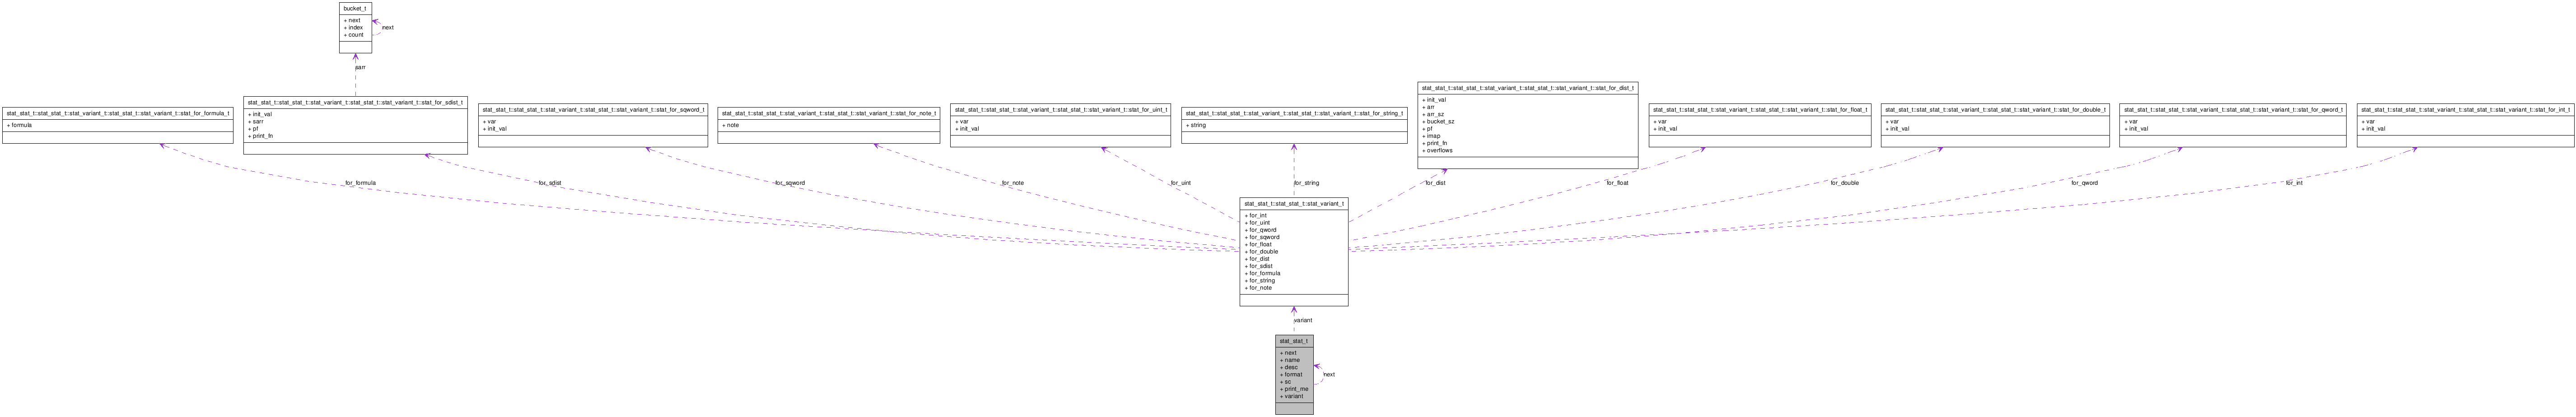 bucket_t
+ next
+ index
+ count
next
sarr
stat_stat_t::stat_stat_t::stat_variant_t::stat_stat_t::stat_variant_t::stat_for_formula_t
+ formula
stat_stat_t::stat_stat_t::stat_variant_t::stat_stat_t::stat_variant_t::stat_for_sdist_t
+ init_val
+ sarr
+ pf
+ print_fn
stat_stat_t::stat_stat_t::stat_variant_t::stat_stat_t::stat_variant_t::stat_for_sqword_t
+ var
+ init_val
stat_stat_t::stat_stat_t::stat_variant_t::stat_stat_t::stat_variant_t::stat_for_note_t
+ note
stat_stat_t::stat_stat_t::stat_variant_t::stat_stat_t::stat_variant_t::stat_for_uint_t
+ var
+ init_val
stat_stat_t::stat_stat_t::stat_variant_t::stat_stat_t::stat_variant_t::stat_for_string_t
+ string
stat_stat_t::stat_stat_t::stat_variant_t::stat_stat_t::stat_variant_t::stat_for_dist_t
+ init_val
+ arr
+ arr_sz
+ bucket_sz
+ pf
+ imap
+ print_fn
+ overflows
stat_stat_t::stat_stat_t::stat_variant_t::stat_stat_t::stat_variant_t::stat_for_float_t
+ var
+ init_val
stat_stat_t::stat_stat_t::stat_variant_t::stat_stat_t::stat_variant_t::stat_for_double_t
+ var
+ init_val
stat_stat_t::stat_stat_t::stat_variant_t::stat_stat_t::stat_variant_t::stat_for_qword_t
+ var
+ init_val
stat_stat_t::stat_stat_t::stat_variant_t::stat_stat_t::stat_variant_t::stat_for_int_t
+ var
+ init_val
for_formula
for_sdist
for_sqword
for_note
for_uint
for_string
for_dist
for_float
for_double
for_qword
for_int
stat_stat_t::stat_stat_t::stat_variant_t
+ for_int
+ for_uint
+ for_qword
+ for_sqword
+ for_float
+ for_double
+ for_dist
+ for_sdist
+ for_formula
+ for_string
+ for_note
variant
stat_stat_t
+ next
+ name
+ desc
+ format
+ sc
+ print_me
+ variant
next